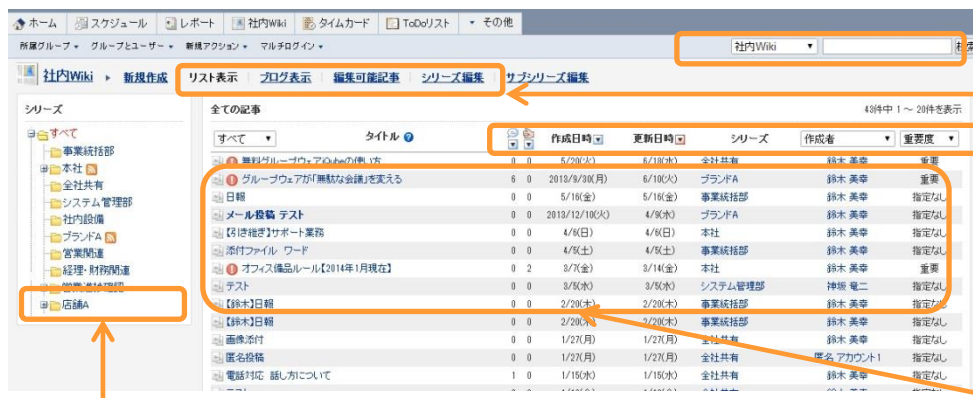 ホーム スケジュール レポート 社内Wiki タイムカード ToDoリスト その他
所属グループ グループとユーザー 新規アクション マルチログイン 社内Wiki
社内Wiki 新規作成 リスト表示 ブログ表示 編集可能記事 シリーズ編集 サブシリーズ編集
シリーズ
すべて
事業統括部
本社
全社共有
システム管理部
社内設備
ブランドA
営業関連
経理・財務関連
店舗A
全ての記事 43件中 1 ～ 20件を表示
すべて タイトル 作成日時 更新日時 シリーズ 作成者 重要度
無料グループウェアiQubeの使い方 0 0 5/20(火) 6/18(水) 全社共有 鈴木 美幸 重要
グループウェアが「無駄な会議」を変える 6 0 2013/9/30(月) 6/10(火) ブランドA 鈴木 美幸 重要
日報 0 0 5/16(金) 5/16(金) 事業統括部 鈴木 美幸 指定なし
メール投稿 テスト 0 0 2013/12/10(火) 4/9(水) ブランドA 鈴木 美幸 指定なし
【引き継ぎ】サポート業務 0 0 4/6(日) 4/6(日) 本社 鈴木 美幸 指定なし
添付ファイル ワード 0 0 4/5(土) 4/5(土) 事業統括部 鈴木 美幸 指定なし
オフィス備品ルール【2014年1月現在】 0 2 3/7(金) 3/14(金) 本社 鈴木 美幸 重要
テスト 0 0 3/5(水) 3/5(水) システム管理部 神坂 竜二 指定なし
【鈴木】日報 0 0 2/20(木) 2/20(木) 事業統括部 鈴木 美幸 指定なし
【鈴木】日報 0 0 2/20(木) 2/20(木) 事業統括部 鈴木 美幸 指定なし
画像添付 0 0 1/27(月) 1/27(月) 全社共有 鈴木 美幸 指定なし
匿名投稿 0 0 1/27(月) 1/27(月) 全社共有 匿名 アカウント1 指定なし
電話対応 話し方について 1 0 1/15(水) 1/15(水) 全社共有 鈴木 美幸 指定なし